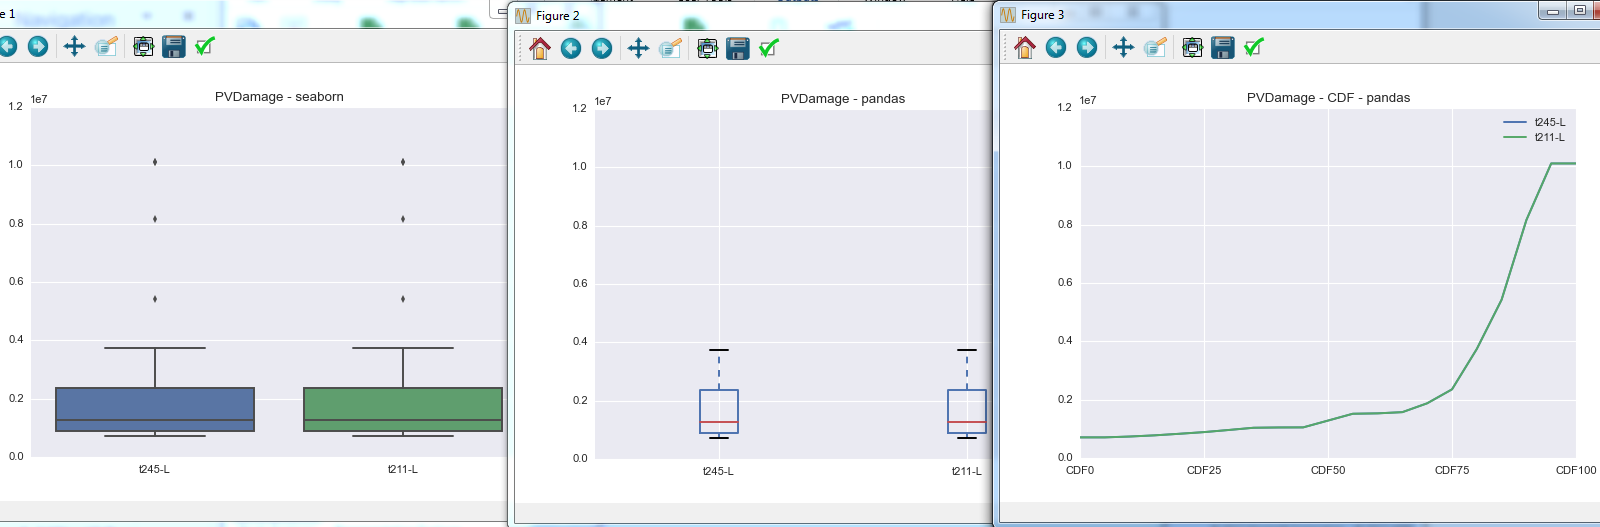 e 1
Navigation
1e7
PVDamage - seaborn
1.2
1.0
0.8
0.6
0.4
0.2
0.0
t245-L
t211-L
Figure 2
1e7
PVDamage - pandas
1.2
1.0
0.8
0.6
0.4
0.2
0.0
t245-L
t211-L
Figure 3
1e7
PVDamage - CDF - pandas
1.2
1.0
0.8
0.6
0.4
0.2
0.0
t245-L
t211-L
CDF0
CDF25
CDF50
CDF75
CDF100